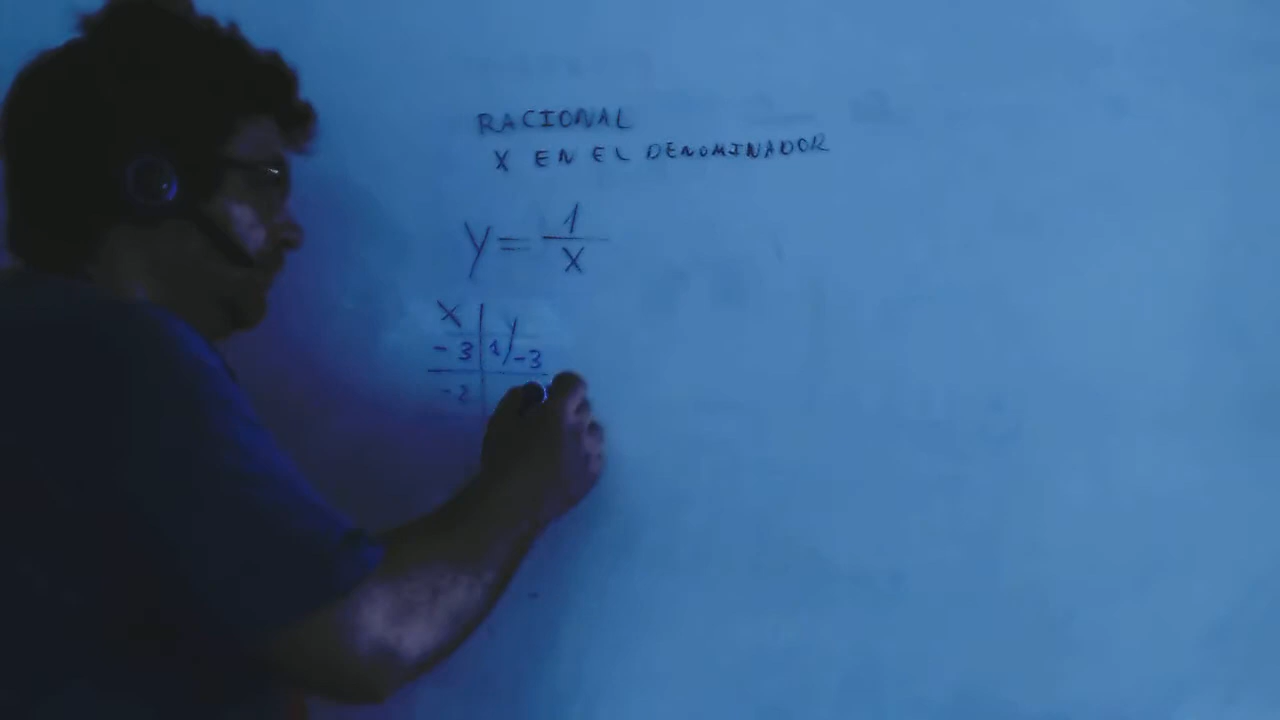 RACIONAL
X EN EL DENOMINADOR
y = 1/x
X | y
-3 | 1/-3
-2